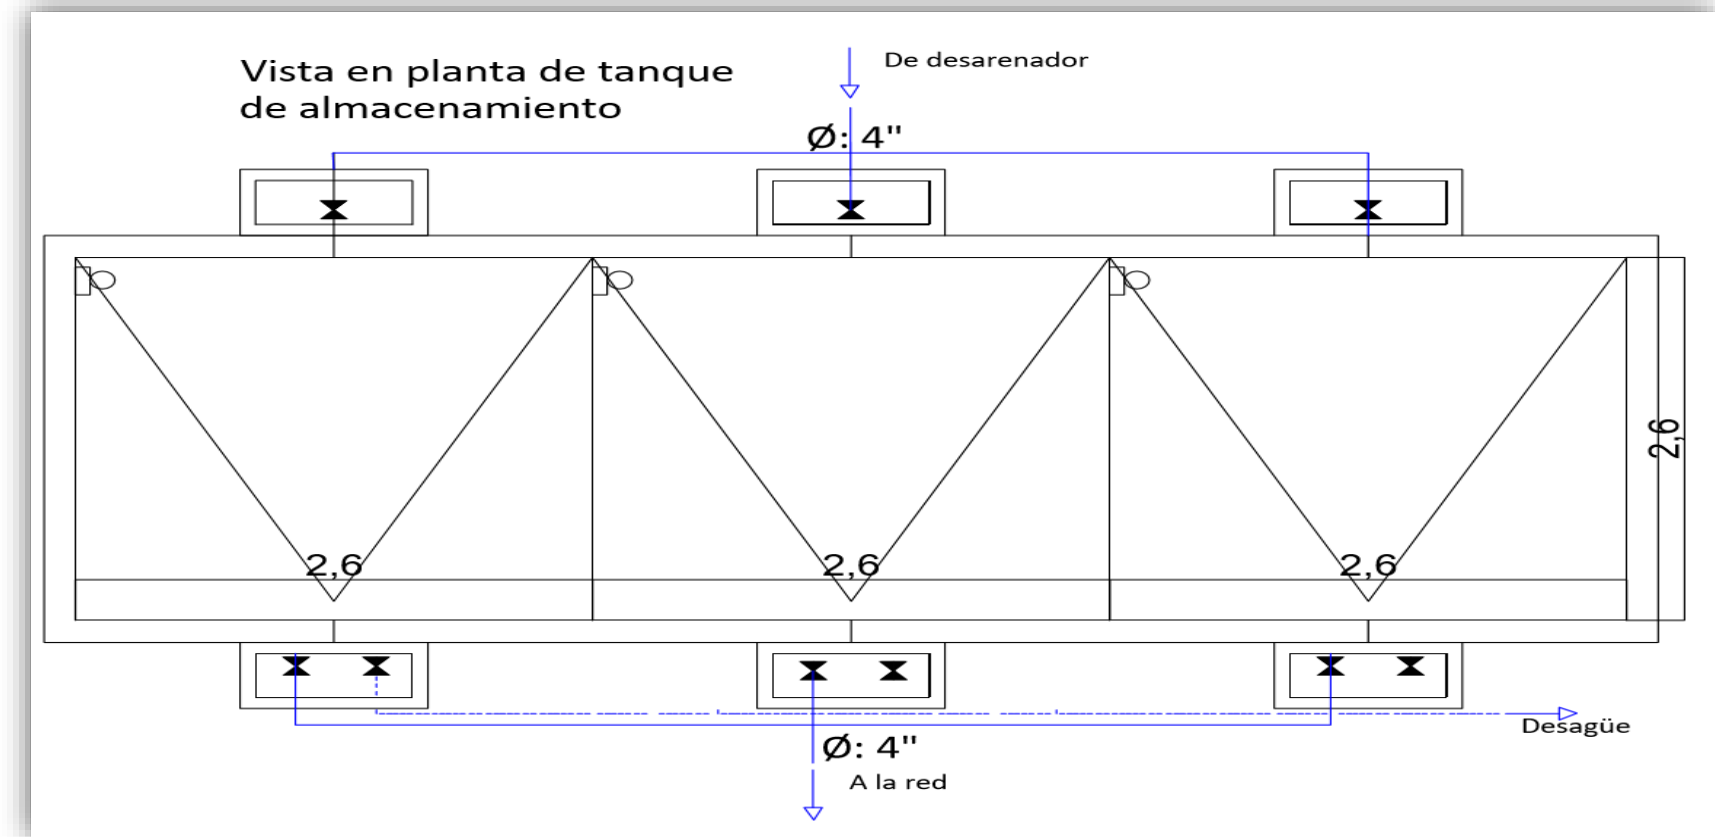 Vista en planta de tanque
de almacenamiento
De desarenador
Ø: 4"
2,6
2,6
2,6
2,6
Desagüe
Ø: 4"
A la red